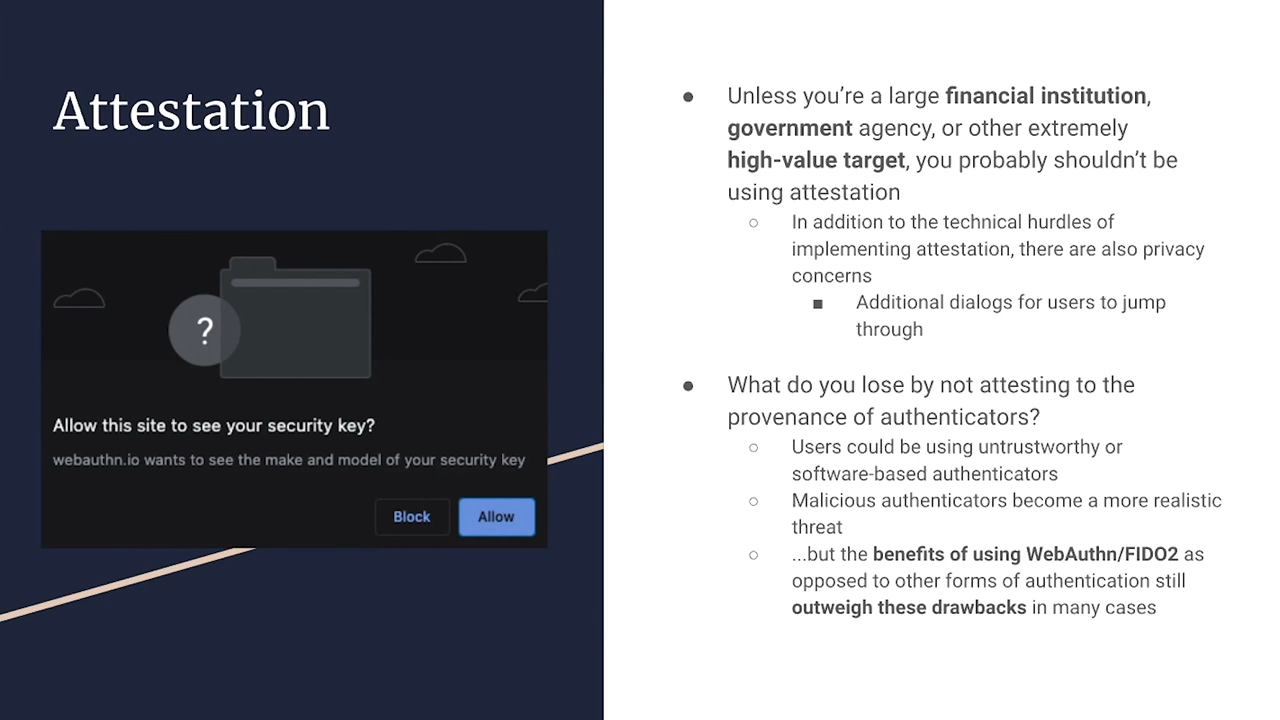 Attestation
?
Allow this site to see your security key?
webauthn.io wants to see the make and model of your security key
Block
Allow
● Unless you’re a large financial institution,
government agency, or other extremely
high-value target, you probably shouldn’t be
using attestation
○ In addition to the technical hurdles of
implementing attestation, there are also privacy
concerns
■ Additional dialogs for users to jump
through
● What do you lose by not attesting to the
provenance of authenticators?
○ Users could be using untrustworthy or
software-based authenticators
○ Malicious authenticators become a more realistic
threat
○ ...but the benefits of using WebAuthn/FIDO2 as
opposed to other forms of authentication still
outweigh these drawbacks in many cases